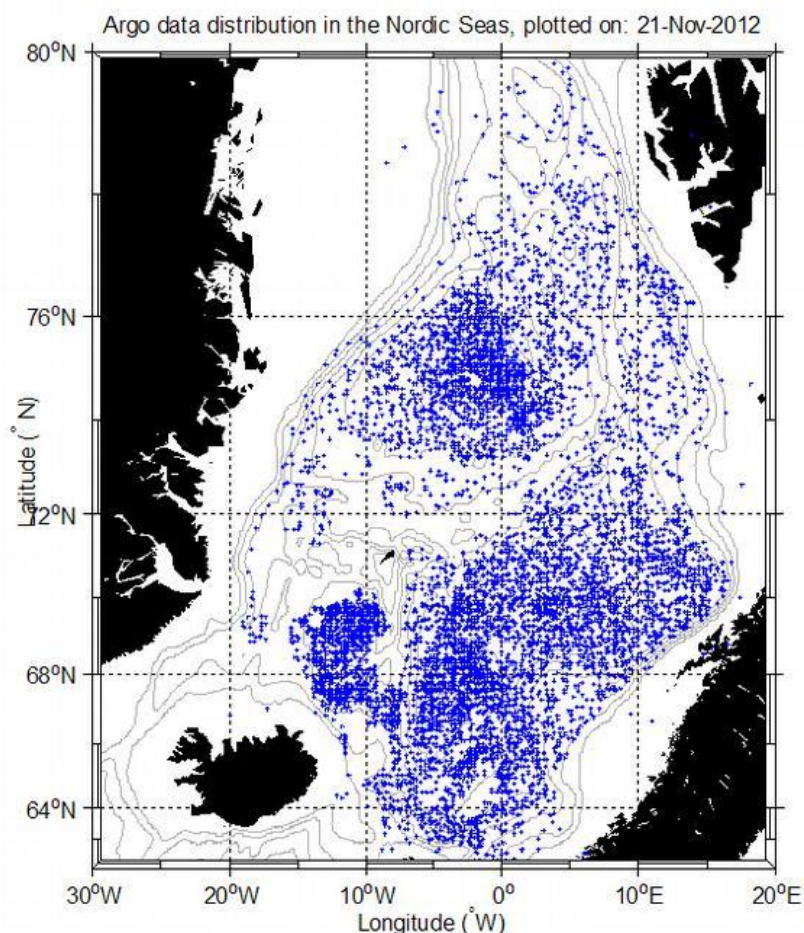 Argo data distribution in the Nordic Seas, plotted on: 21-Nov-2012
80°N
76°N
72°N
68°N
64°N
Latitude (° N)
30°W 20°W 10°W 0° 10°E 20°E
Longitude (°W)